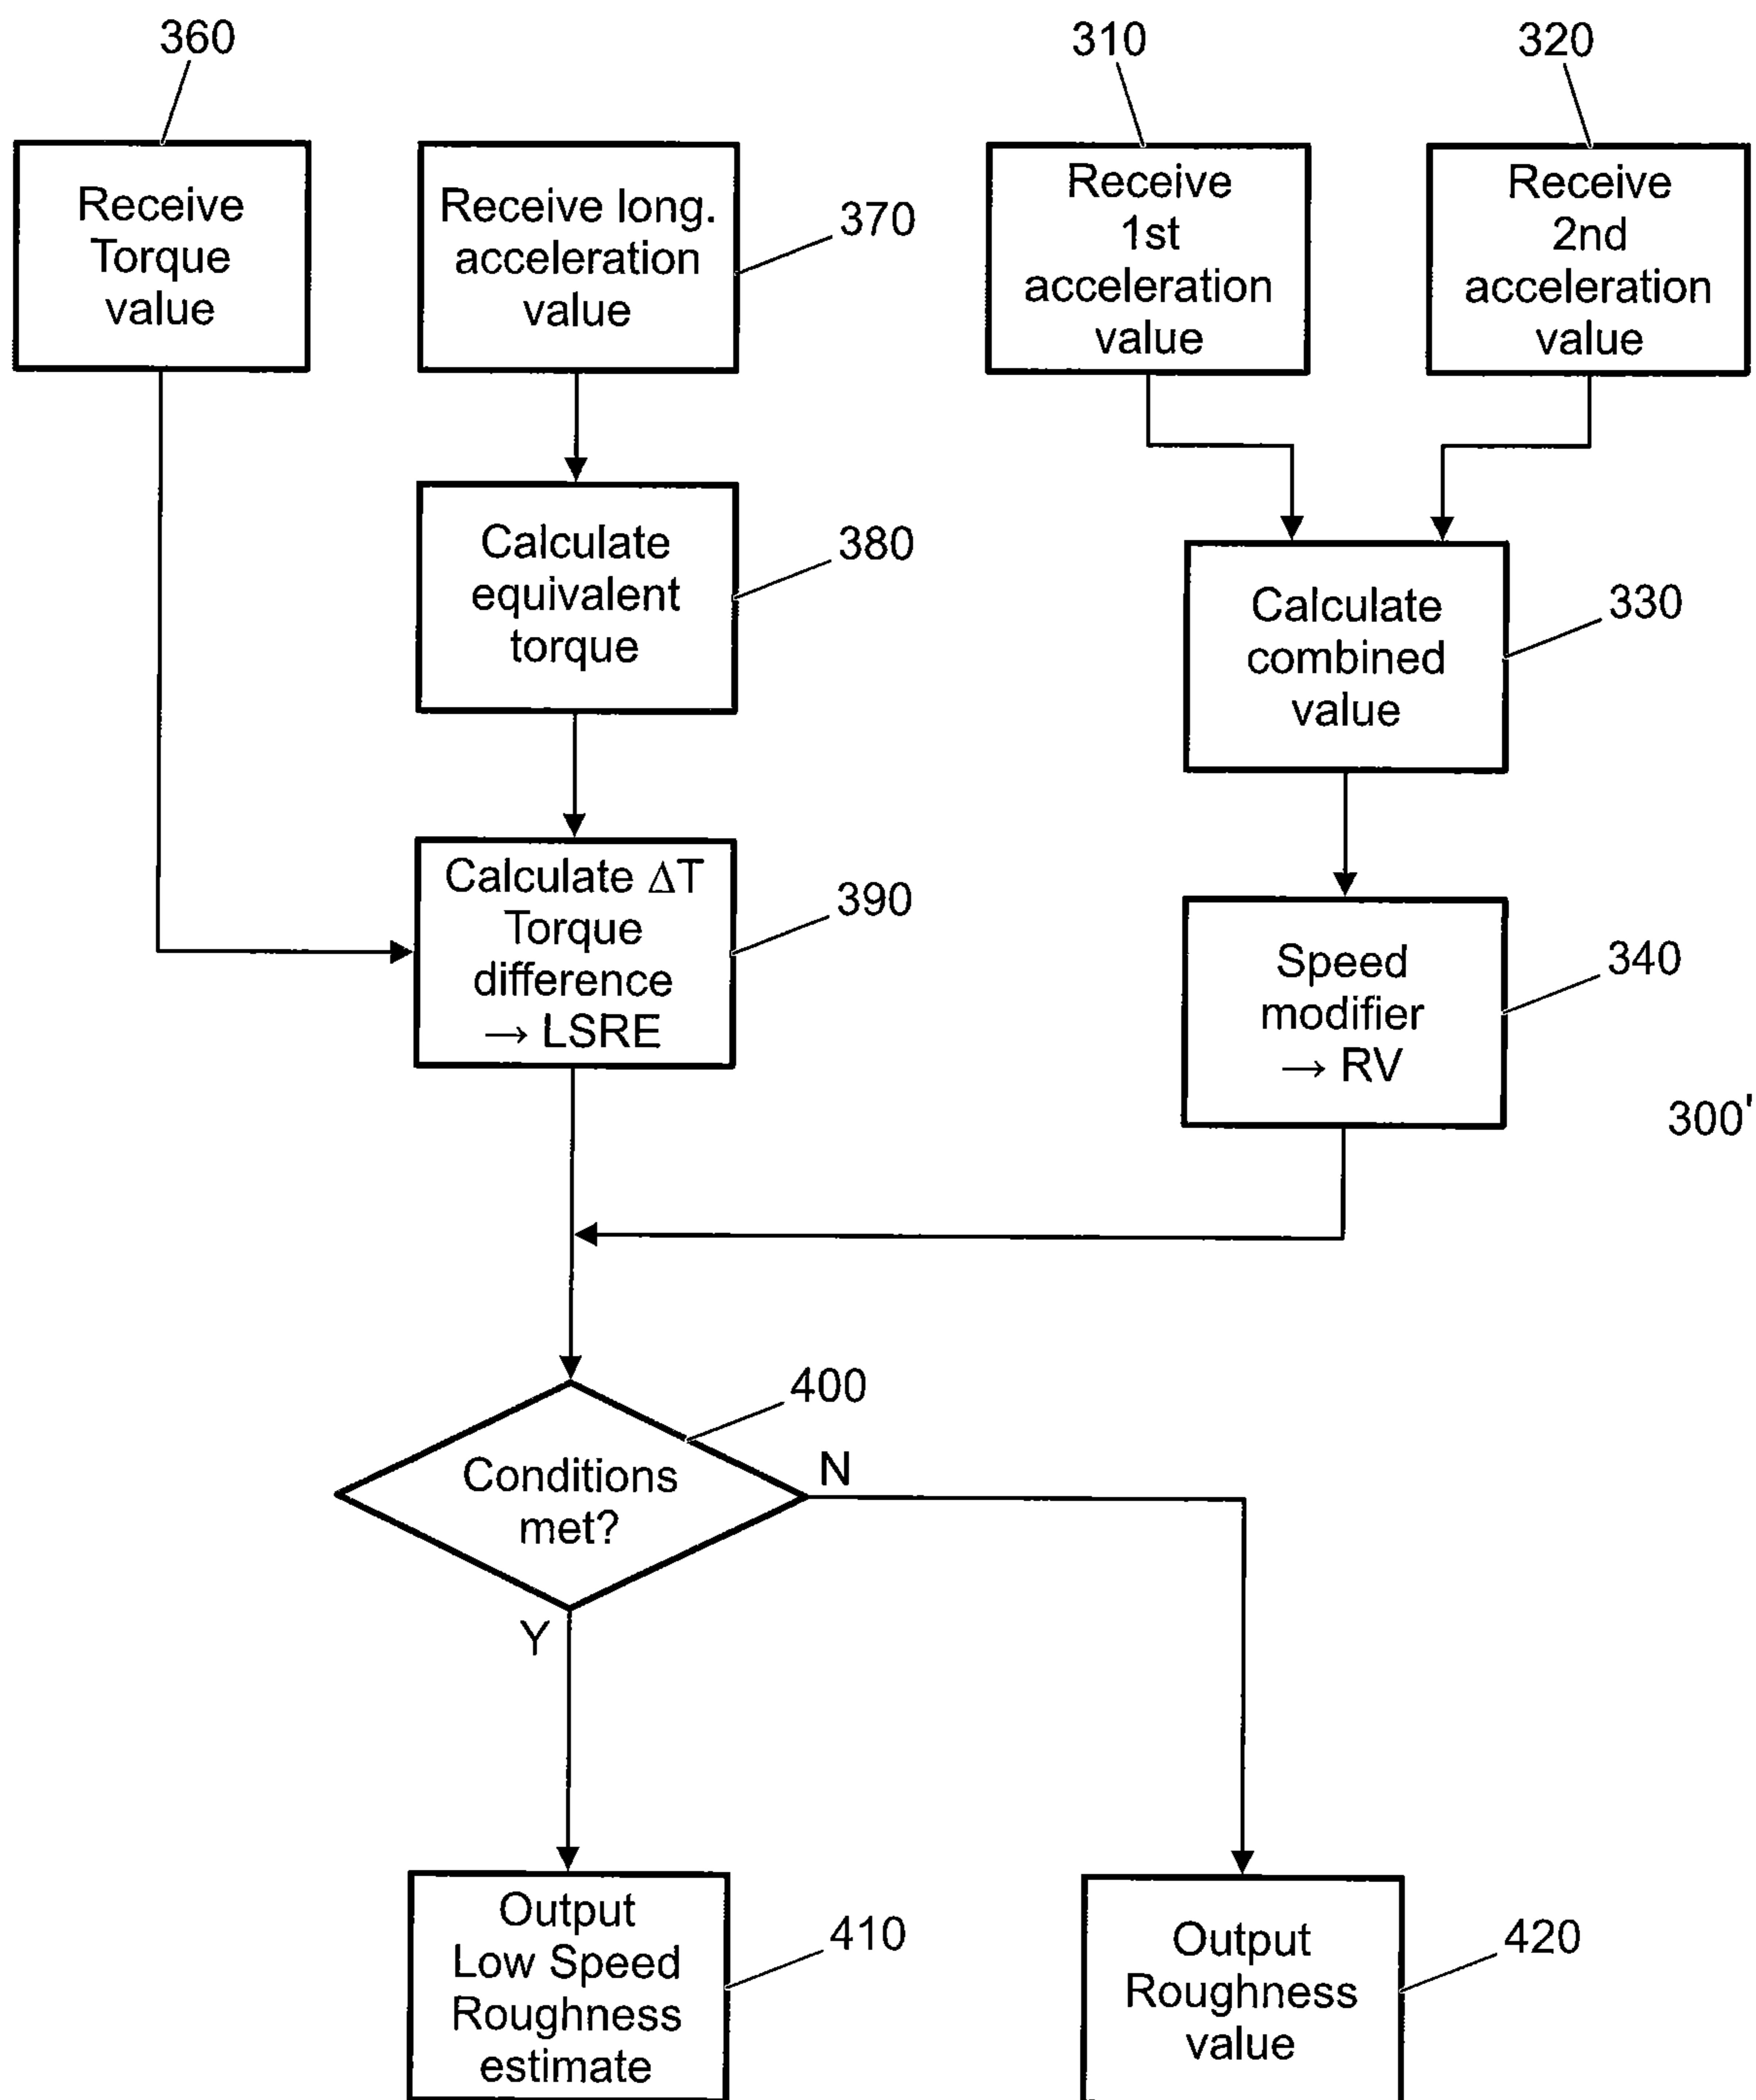 360
310
320
Receive
Torque
value
Receive long.
acceleration
value
370
Receive
1st
acceleration
value
Receive
2nd
acceleration
value
Calculate
equivalent
torque
380
Calculate
combined
value
330
Calculate ΔT
Torque
difference
→ LSRE
390
Speed
modifier
→ RV
340
300'
400
Conditions
met?
N
Y
Output
Low Speed
Roughness
estimate
410
Output
Roughness
value
420